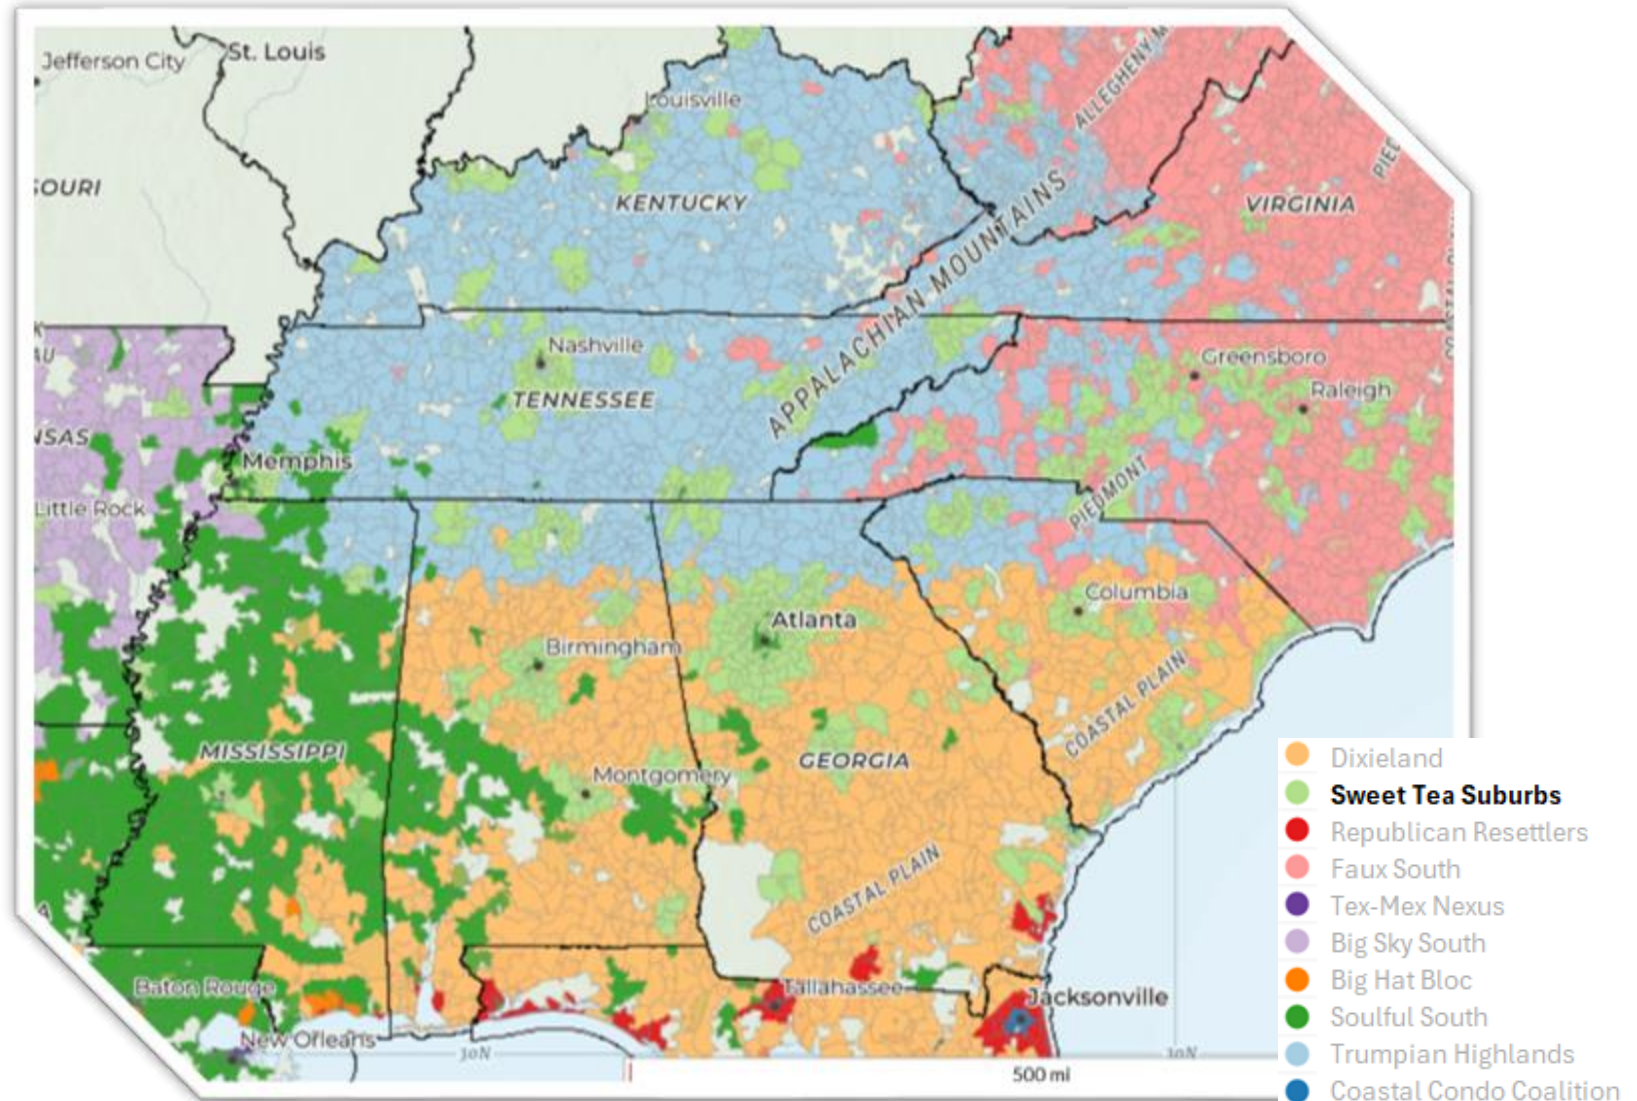 Jefferson City
St. Louis
Louisville
ALLEGHENY M
PIED
SOURI
KENTUCKY
VIRGINIA
APPALACHIAN MOUNTAINS
Nashville
TENNESSEE
Greensboro
Raleigh
AU
NSAS
Memphis
Little Rock
PIEDMONT
Columbia
Atlanta
Birmingham
COASTAL PLAIN
MISSISSIPPI
GEORGIA
Montgomery
COASTAL PLAIN
A
Baton Rouge
Tallahassee
Jacksonville
New Orleans
30N
30N
500 mi
Dixieland
Sweet Tea Suburbs
Republican Resettlers
Faux South
Tex-Mex Nexus
Big Sky South
Big Hat Bloc
Soulful South
Trumpian Highlands
Coastal Condo Coalition